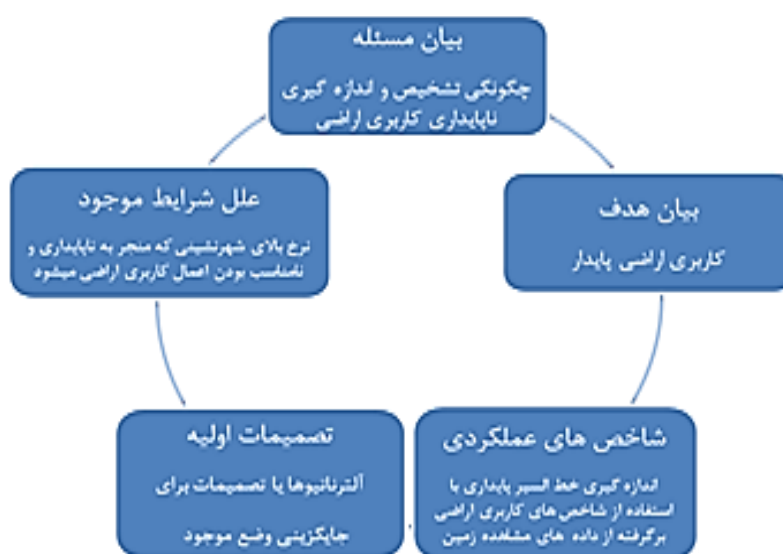 بیان مسئله
چگونگی تشخیص و اندازه گیری
ناپایداری کاربری اراضی
بیان هدف
کاربری اراضی پایدار
شاخص های عملکردی
اندازه گیری خط السیر پایداری با
استفاده از شاخص های کاربری اراضی
برگرفته از داده های مشاهده زمین
تصمیمات اولیه
آلترناتیوها یا تصمیمات برای
جایگزینی وضع موجود
علل شرایط موجود
نرخ بالای شهرنشینی که منجر به ناپایداری و
نامناسب بودن اعمال کاربری اراضی میشود